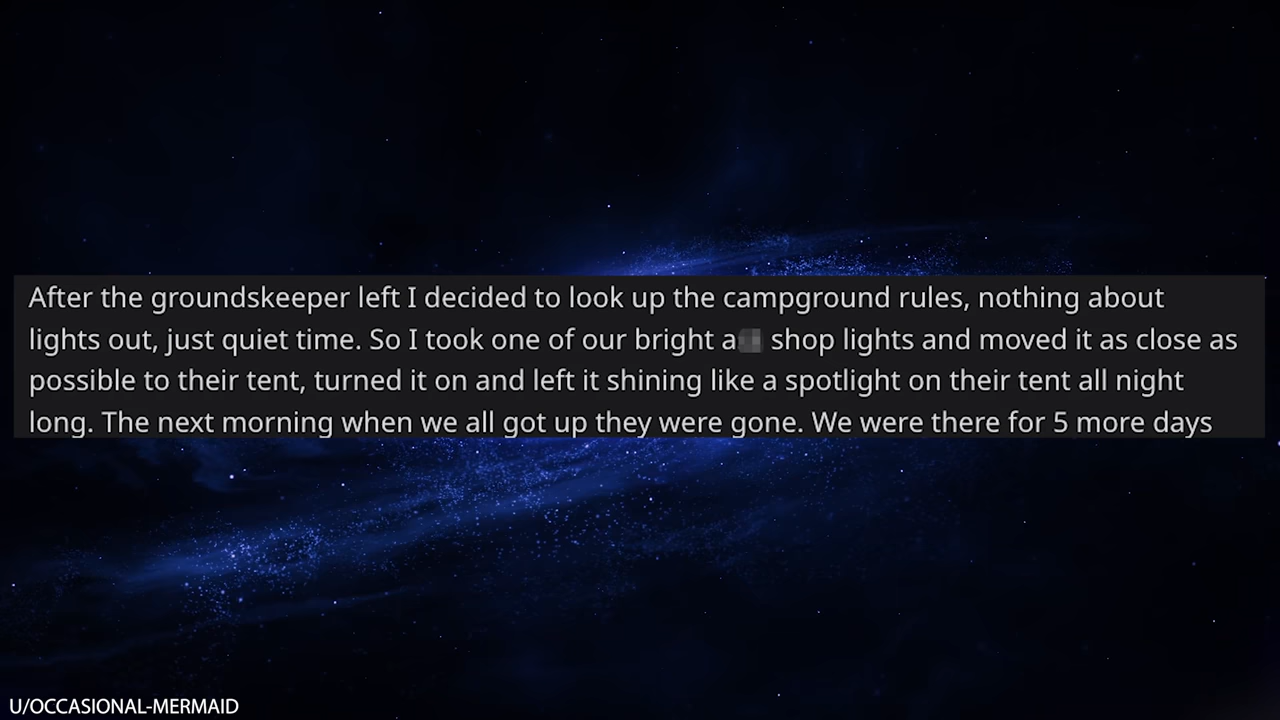 After the groundskeeper left I decided to look up the campground rules, nothing about
lights out, just quiet time. So I took one of our bright a shop lights and moved it as close as
possible to their tent, turned it on and left it shining like a spotlight on their tent all night
long. The next morning when we all got up they were gone. We were there for 5 more days
U/OCCASIONAL-MERMAID